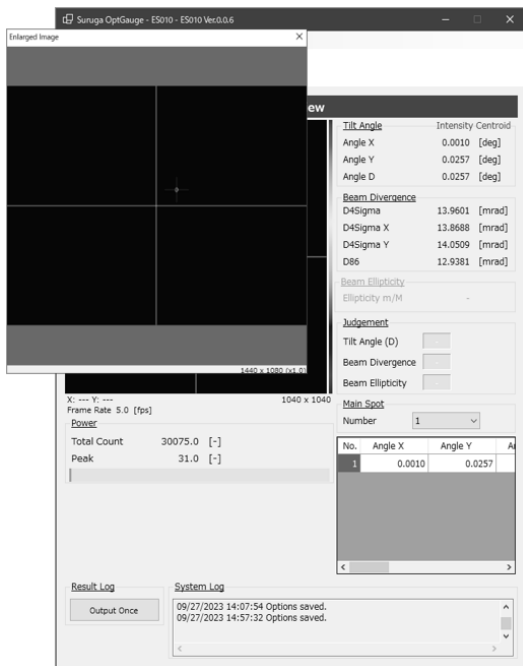 Suruga OptGauge - ES010 - ES010 Ver.0.0.6
Enlarged Image
ew
1440 x 1080 (x1.0)
X: --- Y: --- 1040 x 1040
Frame Rate 5.0 [fps]
Power
Total Count 30075.0 [-]
Peak 31.0 [-]
Tilt Angle Intensity Centroid
Angle X 0.0010 [deg]
Angle Y 0.0257 [deg]
Angle D 0.0257 [deg]
Beam Divergence
D4Sigma 13.9601 [mrad]
D4Sigma X 13.8688 [mrad]
D4Sigma Y 14.0509 [mrad]
D86 12.9381 [mrad]
Beam Ellipticity
Ellipticity m/M -
Judgement
Tilt Angle (D) -
Beam Divergence -
Beam Ellipticity -
Main Spot
Number 1
No. Angle X Angle Y
1 0.0010 0.0257
Result Log
Output Once
System Log
09/27/2023 14:07:54 Options saved.
09/27/2023 14:57:32 Options saved.